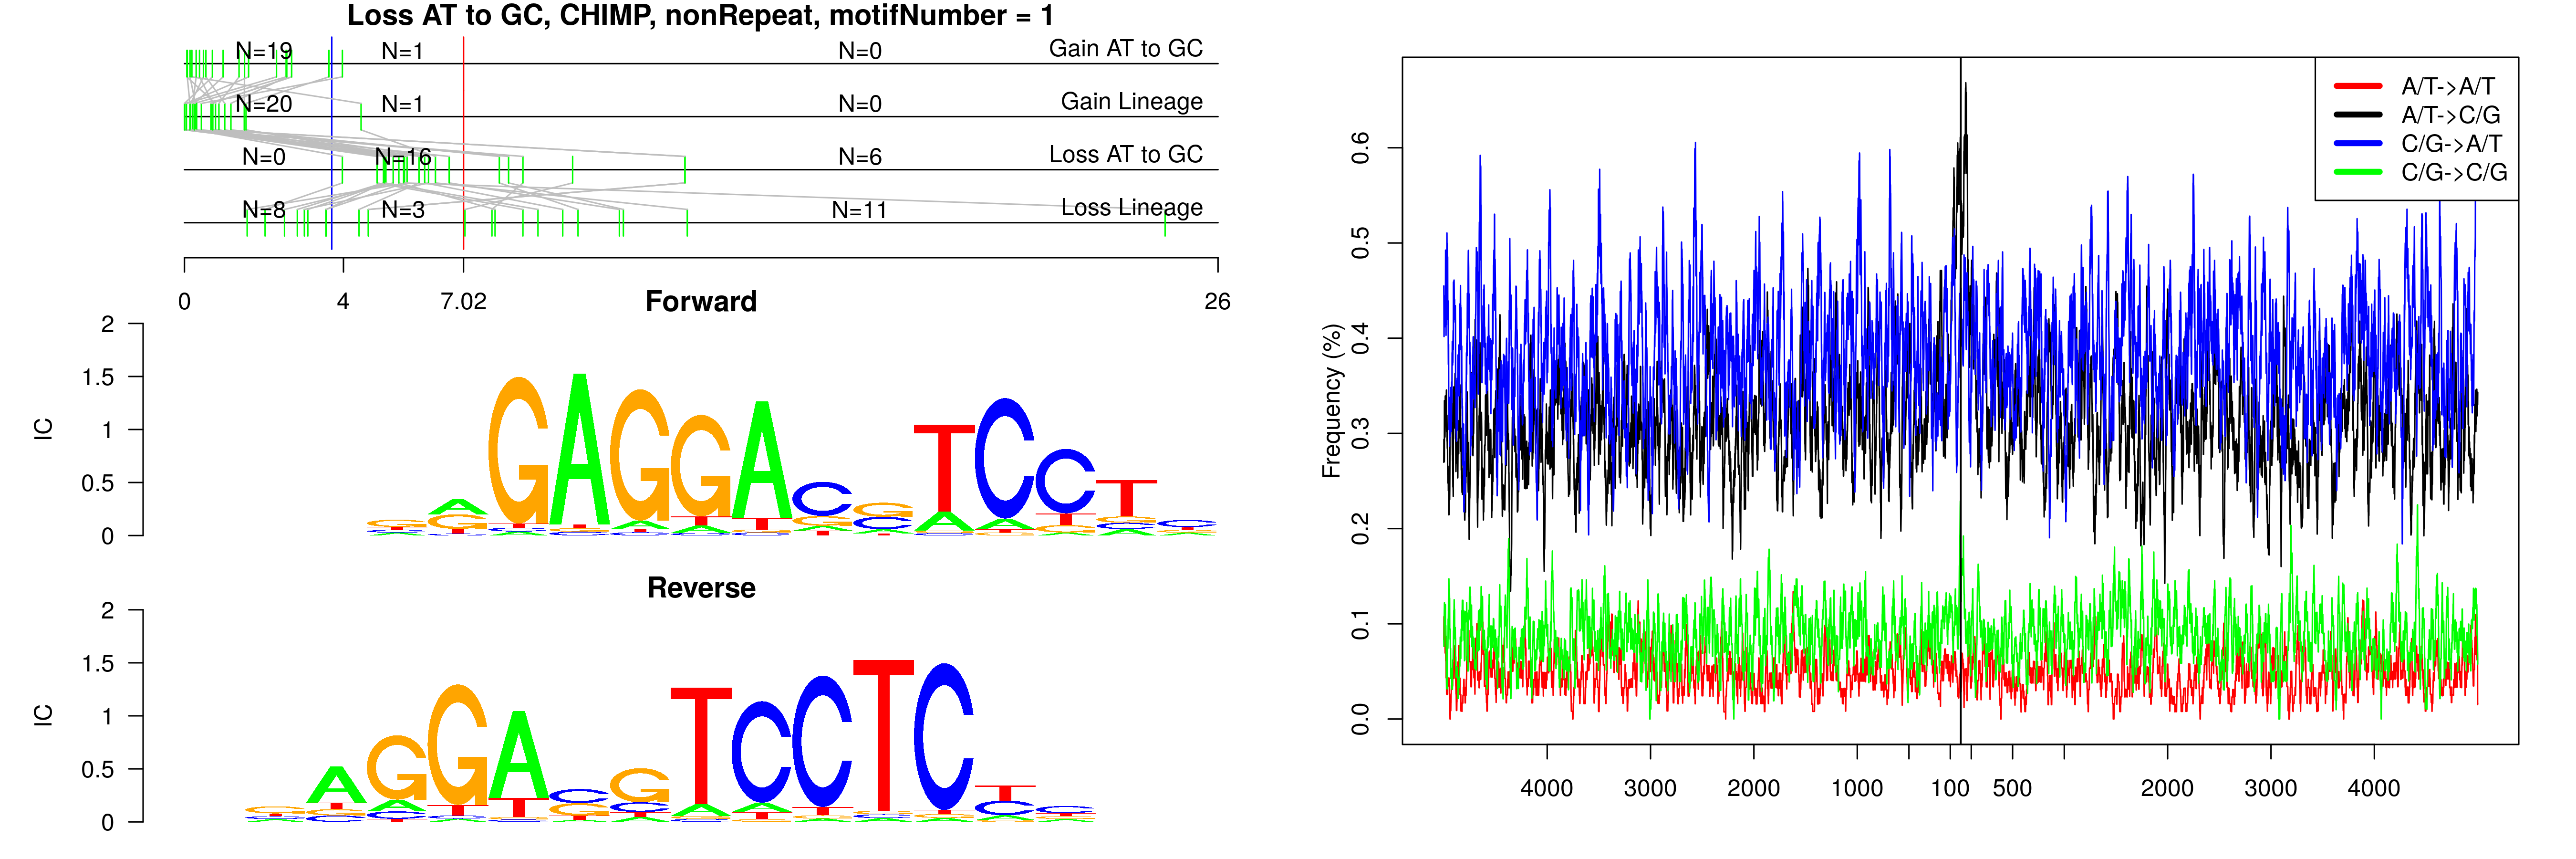 Loss AT to GC, CHIMP, nonRepeat, motifNumber = 1
N=19 N=1 N=0 Gain AT to GC
N=20 N=1 N=0 Gain Lineage
N=0 N=16 N=6 Loss AT to GC
N=8 N=3 N=11 Loss Lineage
0 4 7.02 26
Forward
IC
2
1.5
1
0.5
0
GAGGACGTCCT
Reverse
IC
2
1.5
1
0.5
0
AGGACGTCCTC
Frequency (%)
0.6
0.5
0.4
0.3
0.2
0.1
0.0
4000 3000 2000 1000 100 500 2000 3000 4000
A/T->A/T
A/T->C/G
C/G->A/T
C/G->C/G